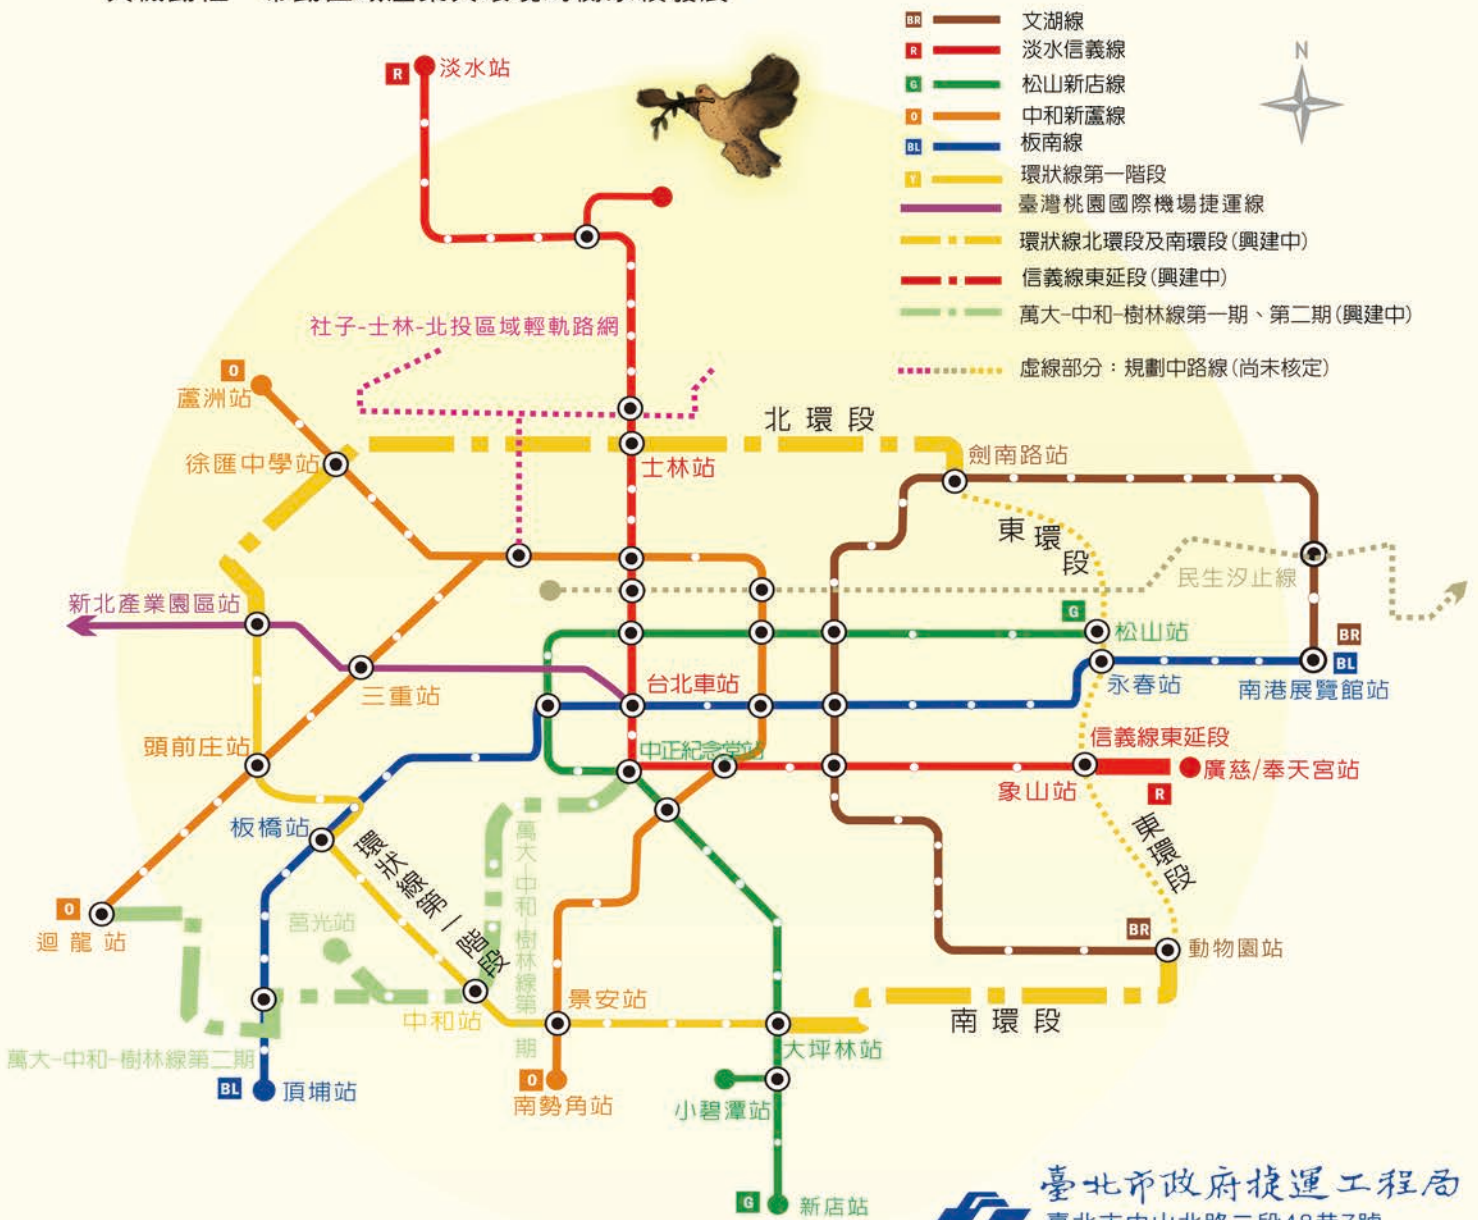 BR 文湖線
R 淡水信義線
G 松山新店線
O 中和新蘆線
BL 板南線
Y 環狀線第一階段
臺灣桃園國際機場捷運線
環狀線北環段及南環段(興建中)
信義線東延段(興建中)
萬大-中和-樹林線第一期、第二期(興建中)
虛線部分：規劃中路線(尚未核定)
N
R 淡水站
社子-士林-北投區域輕軌路網
O
蘆洲站
北環段
徐匯中學站
士林站
劍南路站
東環段
民生汐止線
新北產業園區站
G
松山站
BR
BL
三重站
台北車站
永春站
南港展覽館站
頭前庄站
中正紀念堂站
信義線東延段
象山站
廣慈/奉天宮站
R
板橋站
環狀線第一階段
萬大-中和-樹林線第一期
東環段
O
迴龍站
莒光站
BR
動物園站
中和站
景安站
南環段
大坪林站
萬大-中和-樹林線第二期
BL 頂埔站
O
南勢角站
小碧潭站
G 新店站
臺北市政府捷運工程局